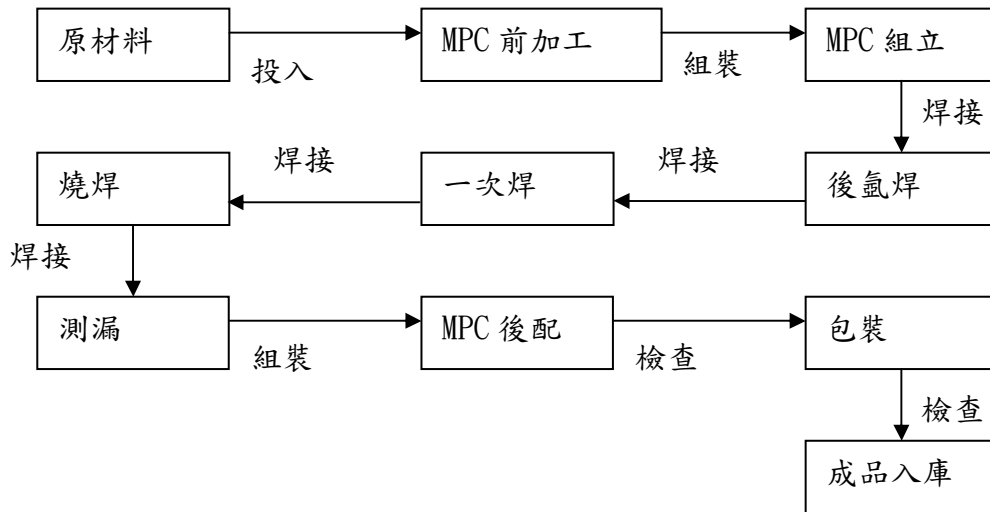 原材料
投入
MPC 前加工
組裝
MPC 組立
焊接
後氬焊
焊接
一次焊
焊接
燒焊
焊接
測漏
組裝
MPC 後配
檢查
包裝
檢查
成品入庫